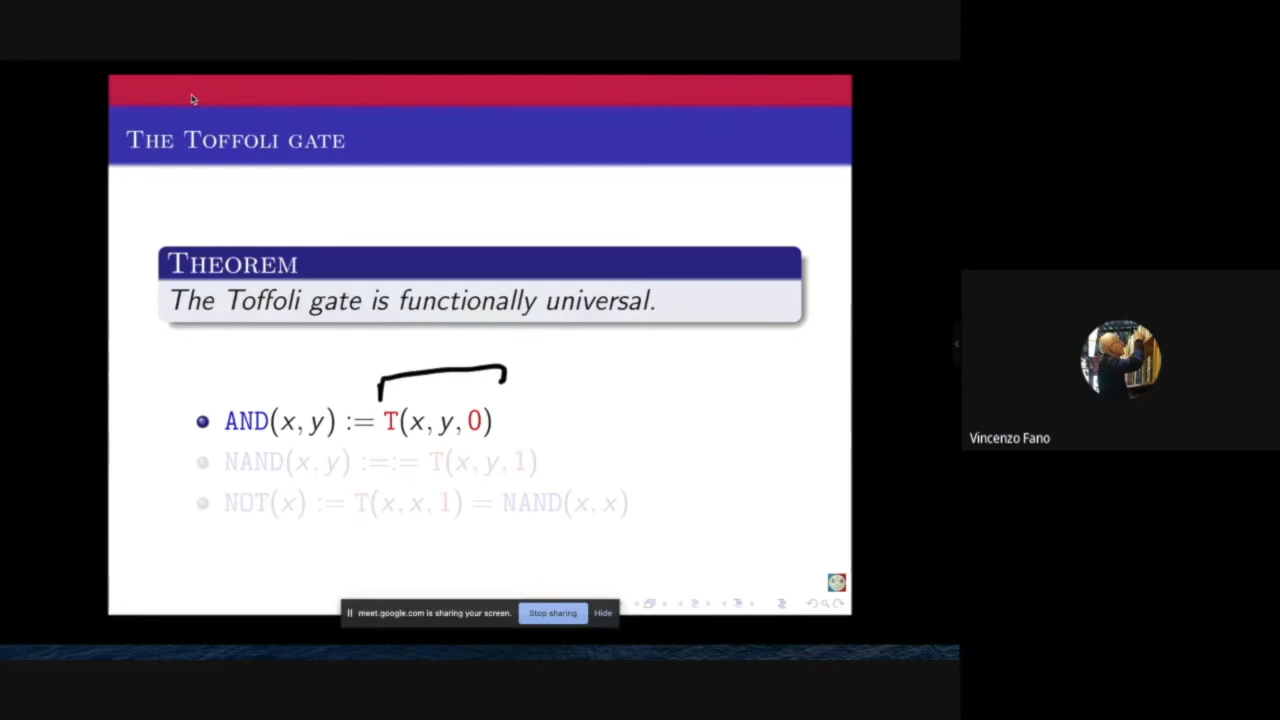 THE TOFFOLI GATE
THEOREM
The Toffoli gate is functionally universal.
AND(x, y) := T(x, y, 0)
NAND(x, y) :=:= T(x, y, 1)
NOT(x) := T(x, x, 1) = NAND(x, x)
Vincenzo Fano
meet.google.com is sharing your screen. Stop sharing Hide